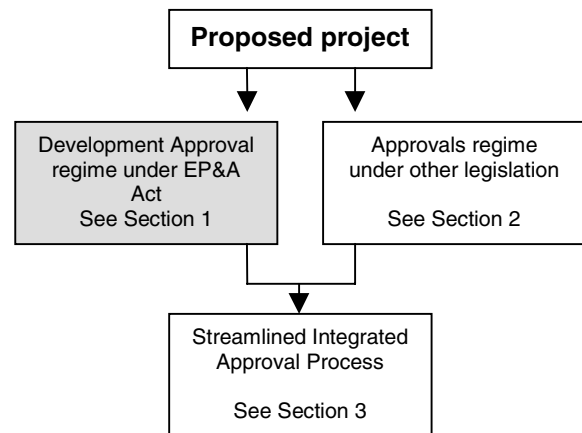 Proposed project
Development Approval
regime under EP&A
Act
See Section 1
Approvals regime
under other legislation
See Section 2
Streamlined Integrated
Approval Process
See Section 3